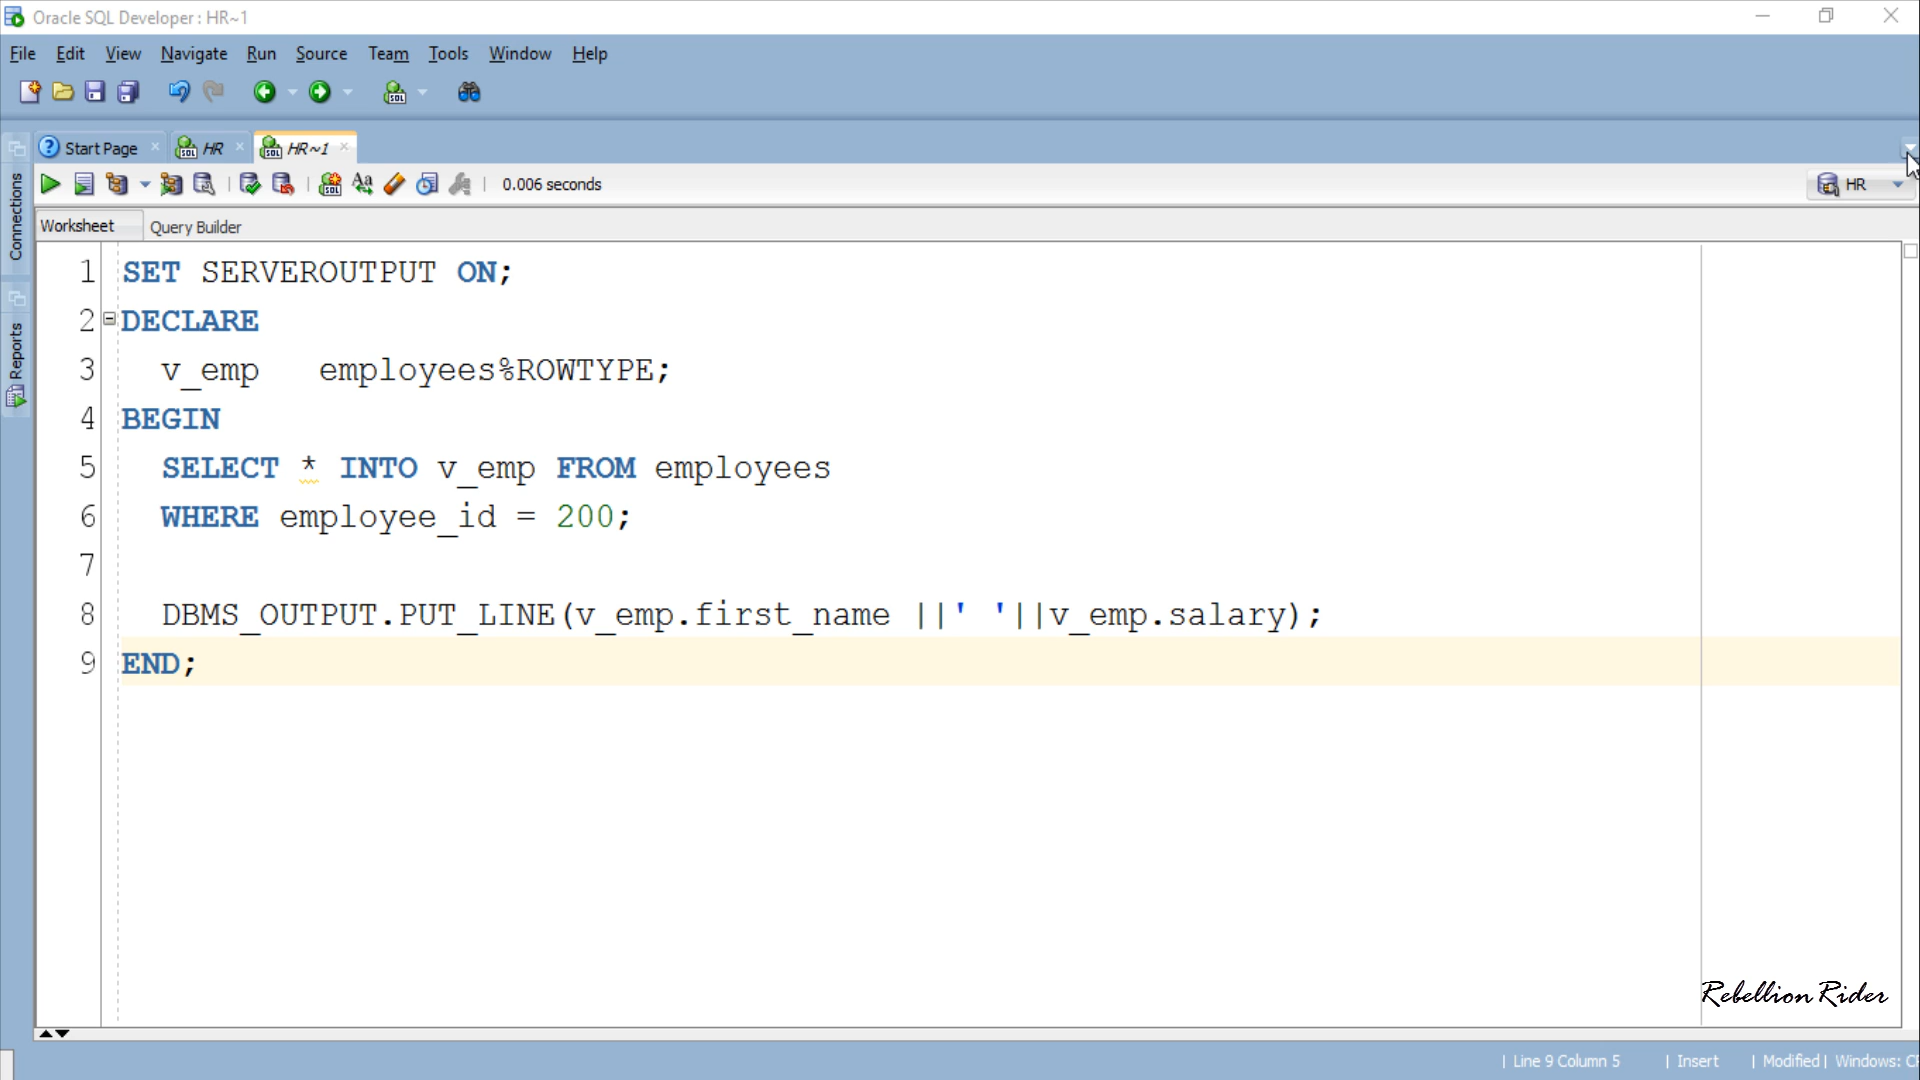 Oracle SQL Developer : HR~1
File Edit View Navigate Run Source Team Tools Window Help
Start Page HR HR~1
0.006 seconds
HR
Connections
Reports
Worksheet Query Builder
1 SET SERVEROUTPUT ON;
2 DECLARE
3 v_emp employees%ROWTYPE;
4 BEGIN
5 SELECT * INTO v_emp FROM employees
6 WHERE employee_id = 200;
7
8 DBMS_OUTPUT.PUT_LINE(v_emp.first_name ||' '||v_emp.salary);
9 END;
Rebellion Rider
| Line 9 Column 5 | Insert | Modified | Windows: